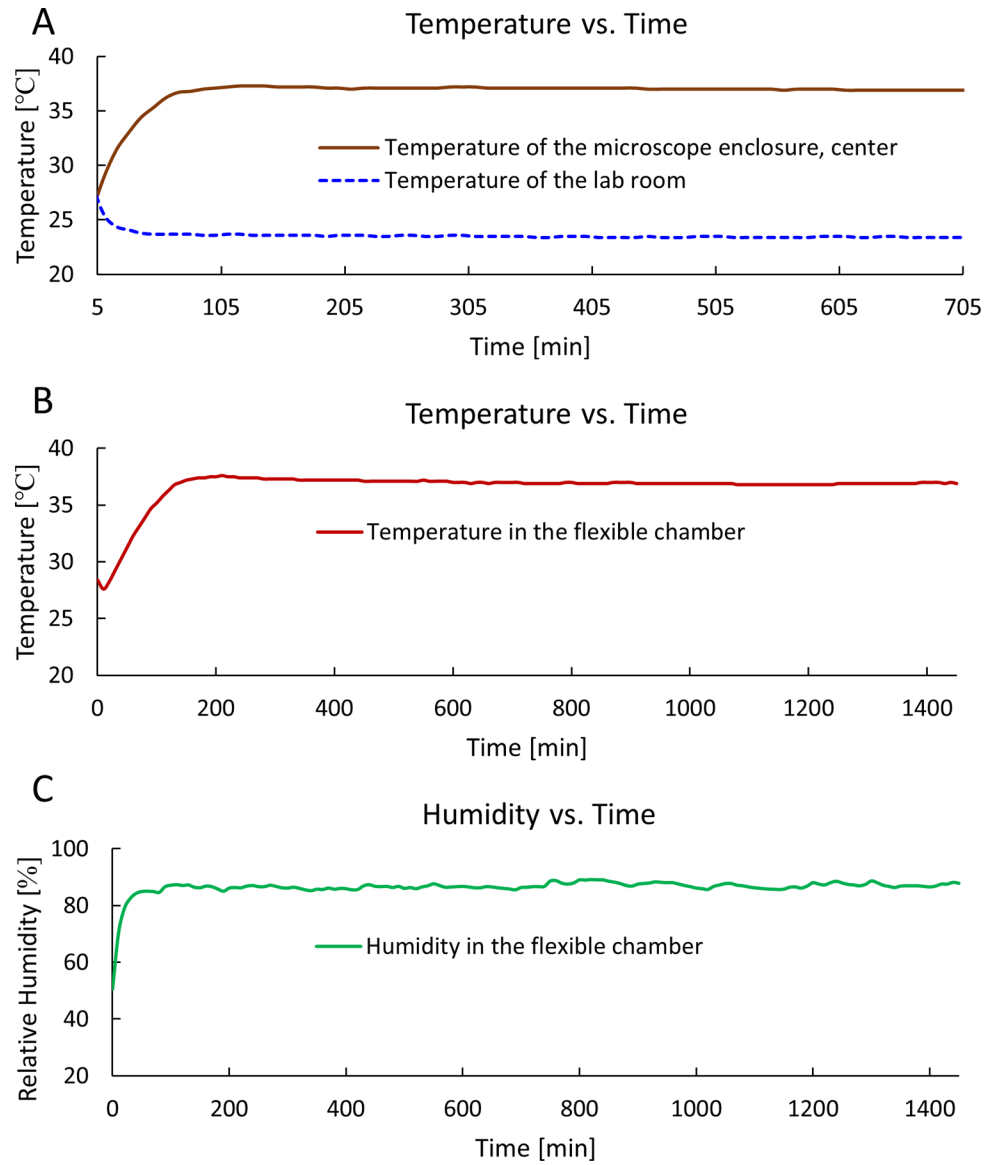 A
Temperature vs. Time
Temperature [°C]
40
35
30
25
20
Temperature of the microscope enclosure, center
Temperature of the lab room
5 105 205 305 405 505 605 705
Time [min]
B
Temperature vs. Time
Temperature [°C]
40
35
30
25
20
Temperature in the flexible chamber
0 200 400 600 800 1000 1200 1400
Time [min]
C
Humidity vs. Time
Relative Humidity [%]
100
80
60
40
20
Humidity in the flexible chamber
0 200 400 600 800 1000 1200 1400
Time [min]